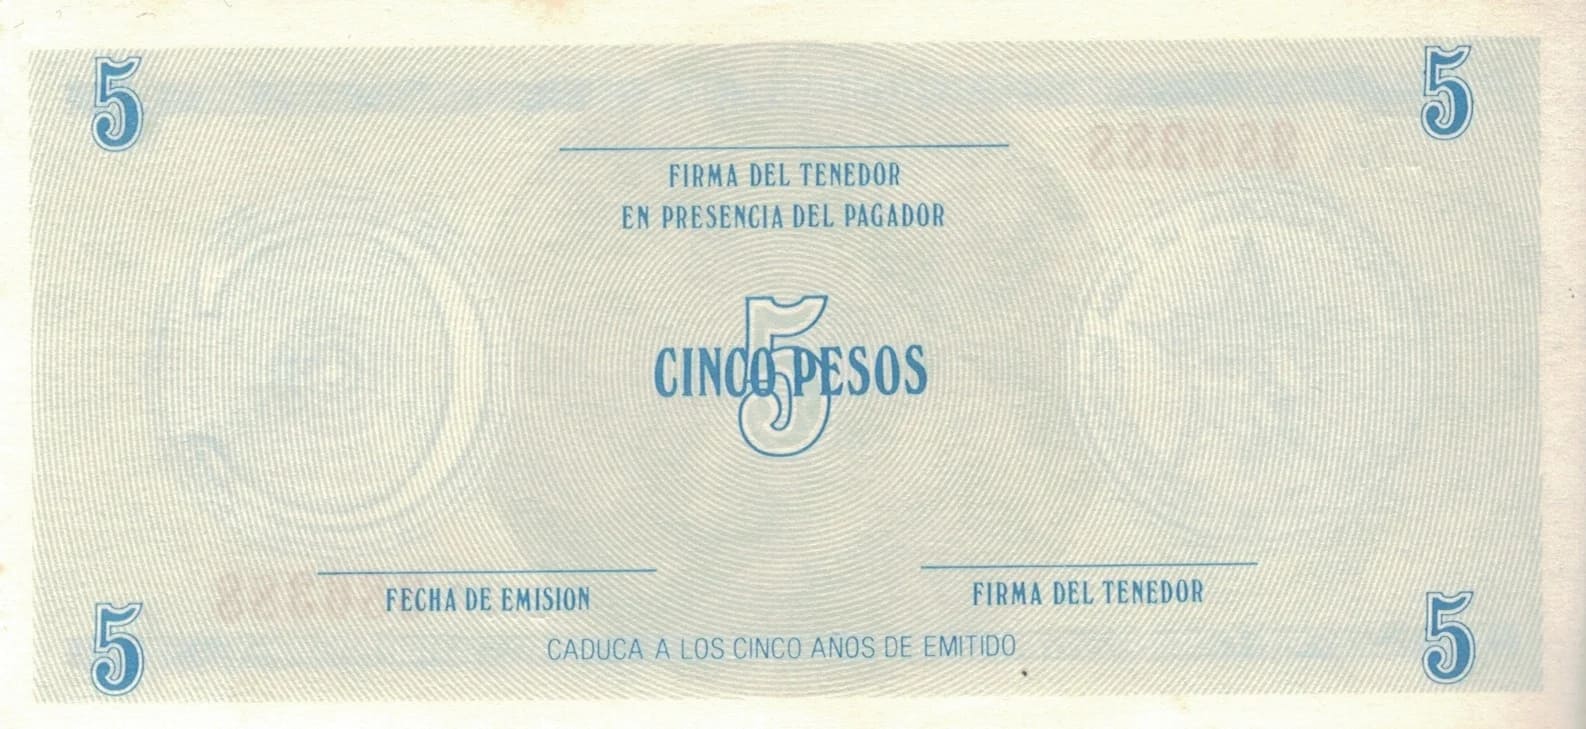 5 5
FIRMA DEL TENEDOR
EN PRESENCIA DEL PAGADOR
5
CINCO PESOS
FECHA DE EMISION
FIRMA DEL TENEDOR
5 5
CADUCA A LOS CINCO AÑOS DE EMITIDO